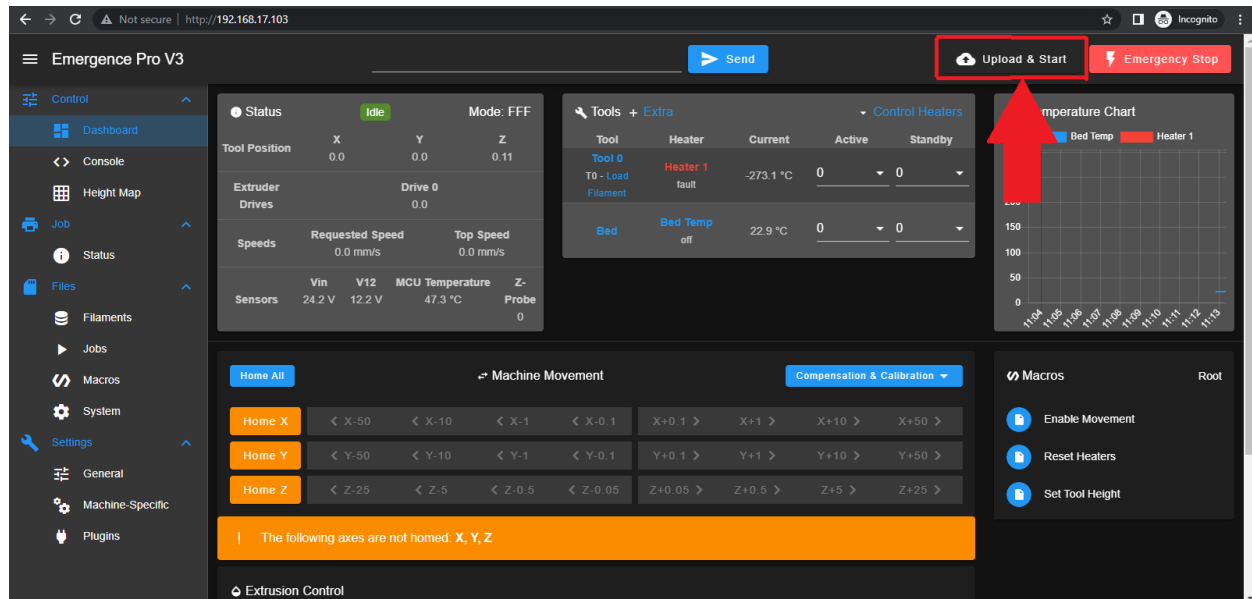 Not secure | http://192.168.17.103
Incognito
Emergence Pro V3
Send
Upload & Start
Emergency Stop
Control
Dashboard
Console
Height Map
Job
Status
Files
Filaments
Jobs
Macros
System
Settings
General
Machine-Specific
Plugins
Status Idle Mode: FFF
Tool Position X Y Z
0.0 0.0 0.11
Extruder Drives Drive 0
0.0
Speeds Requested Speed Top Speed
0.0 mm/s 0.0 mm/s
Sensors Vin V12 MCU Temperature Z-Probe
24.2 V 12.2 V 47.3 °C 0
Tools + Extra Control Heaters
Tool Heater Current Active Standby
Tool 0 Heater 1 -273.1 °C 0 0
T0 - Load Filament fault
Bed Bed Temp 22.9 °C 0 0
off
mperature Chart
Bed Temp Heater 1
150
100
50
0
11:04 11:05 11:06 11:07 11:08 11:09 11:10 11:11 11:12 11:13
Home All Machine Movement Compensation & Calibration
Home X X-50 X-10 X-1 X-0.1 X+0.1 X+1 X+10 X+50
Home Y Y-50 Y-10 Y-1 Y-0.1 Y+0.1 Y+1 Y+10 Y+50
Home Z Z-25 Z-5 Z-0.5 Z-0.05 Z+0.05 Z+0.5 Z+5 Z+25
! The following axes are not homed: X, Y, Z
Extrusion Control
Macros Root
Enable Movement
Reset Heaters
Set Tool Height